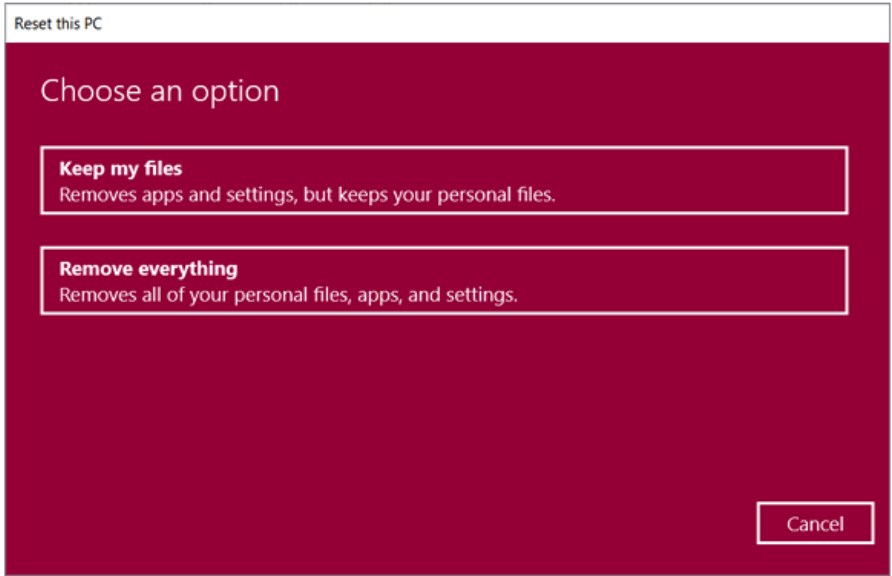 Reset this PC
Choose an option
Keep my files
Removes apps and settings, but keeps your personal files.
Remove everything
Removes all of your personal files, apps, and settings.
Cancel